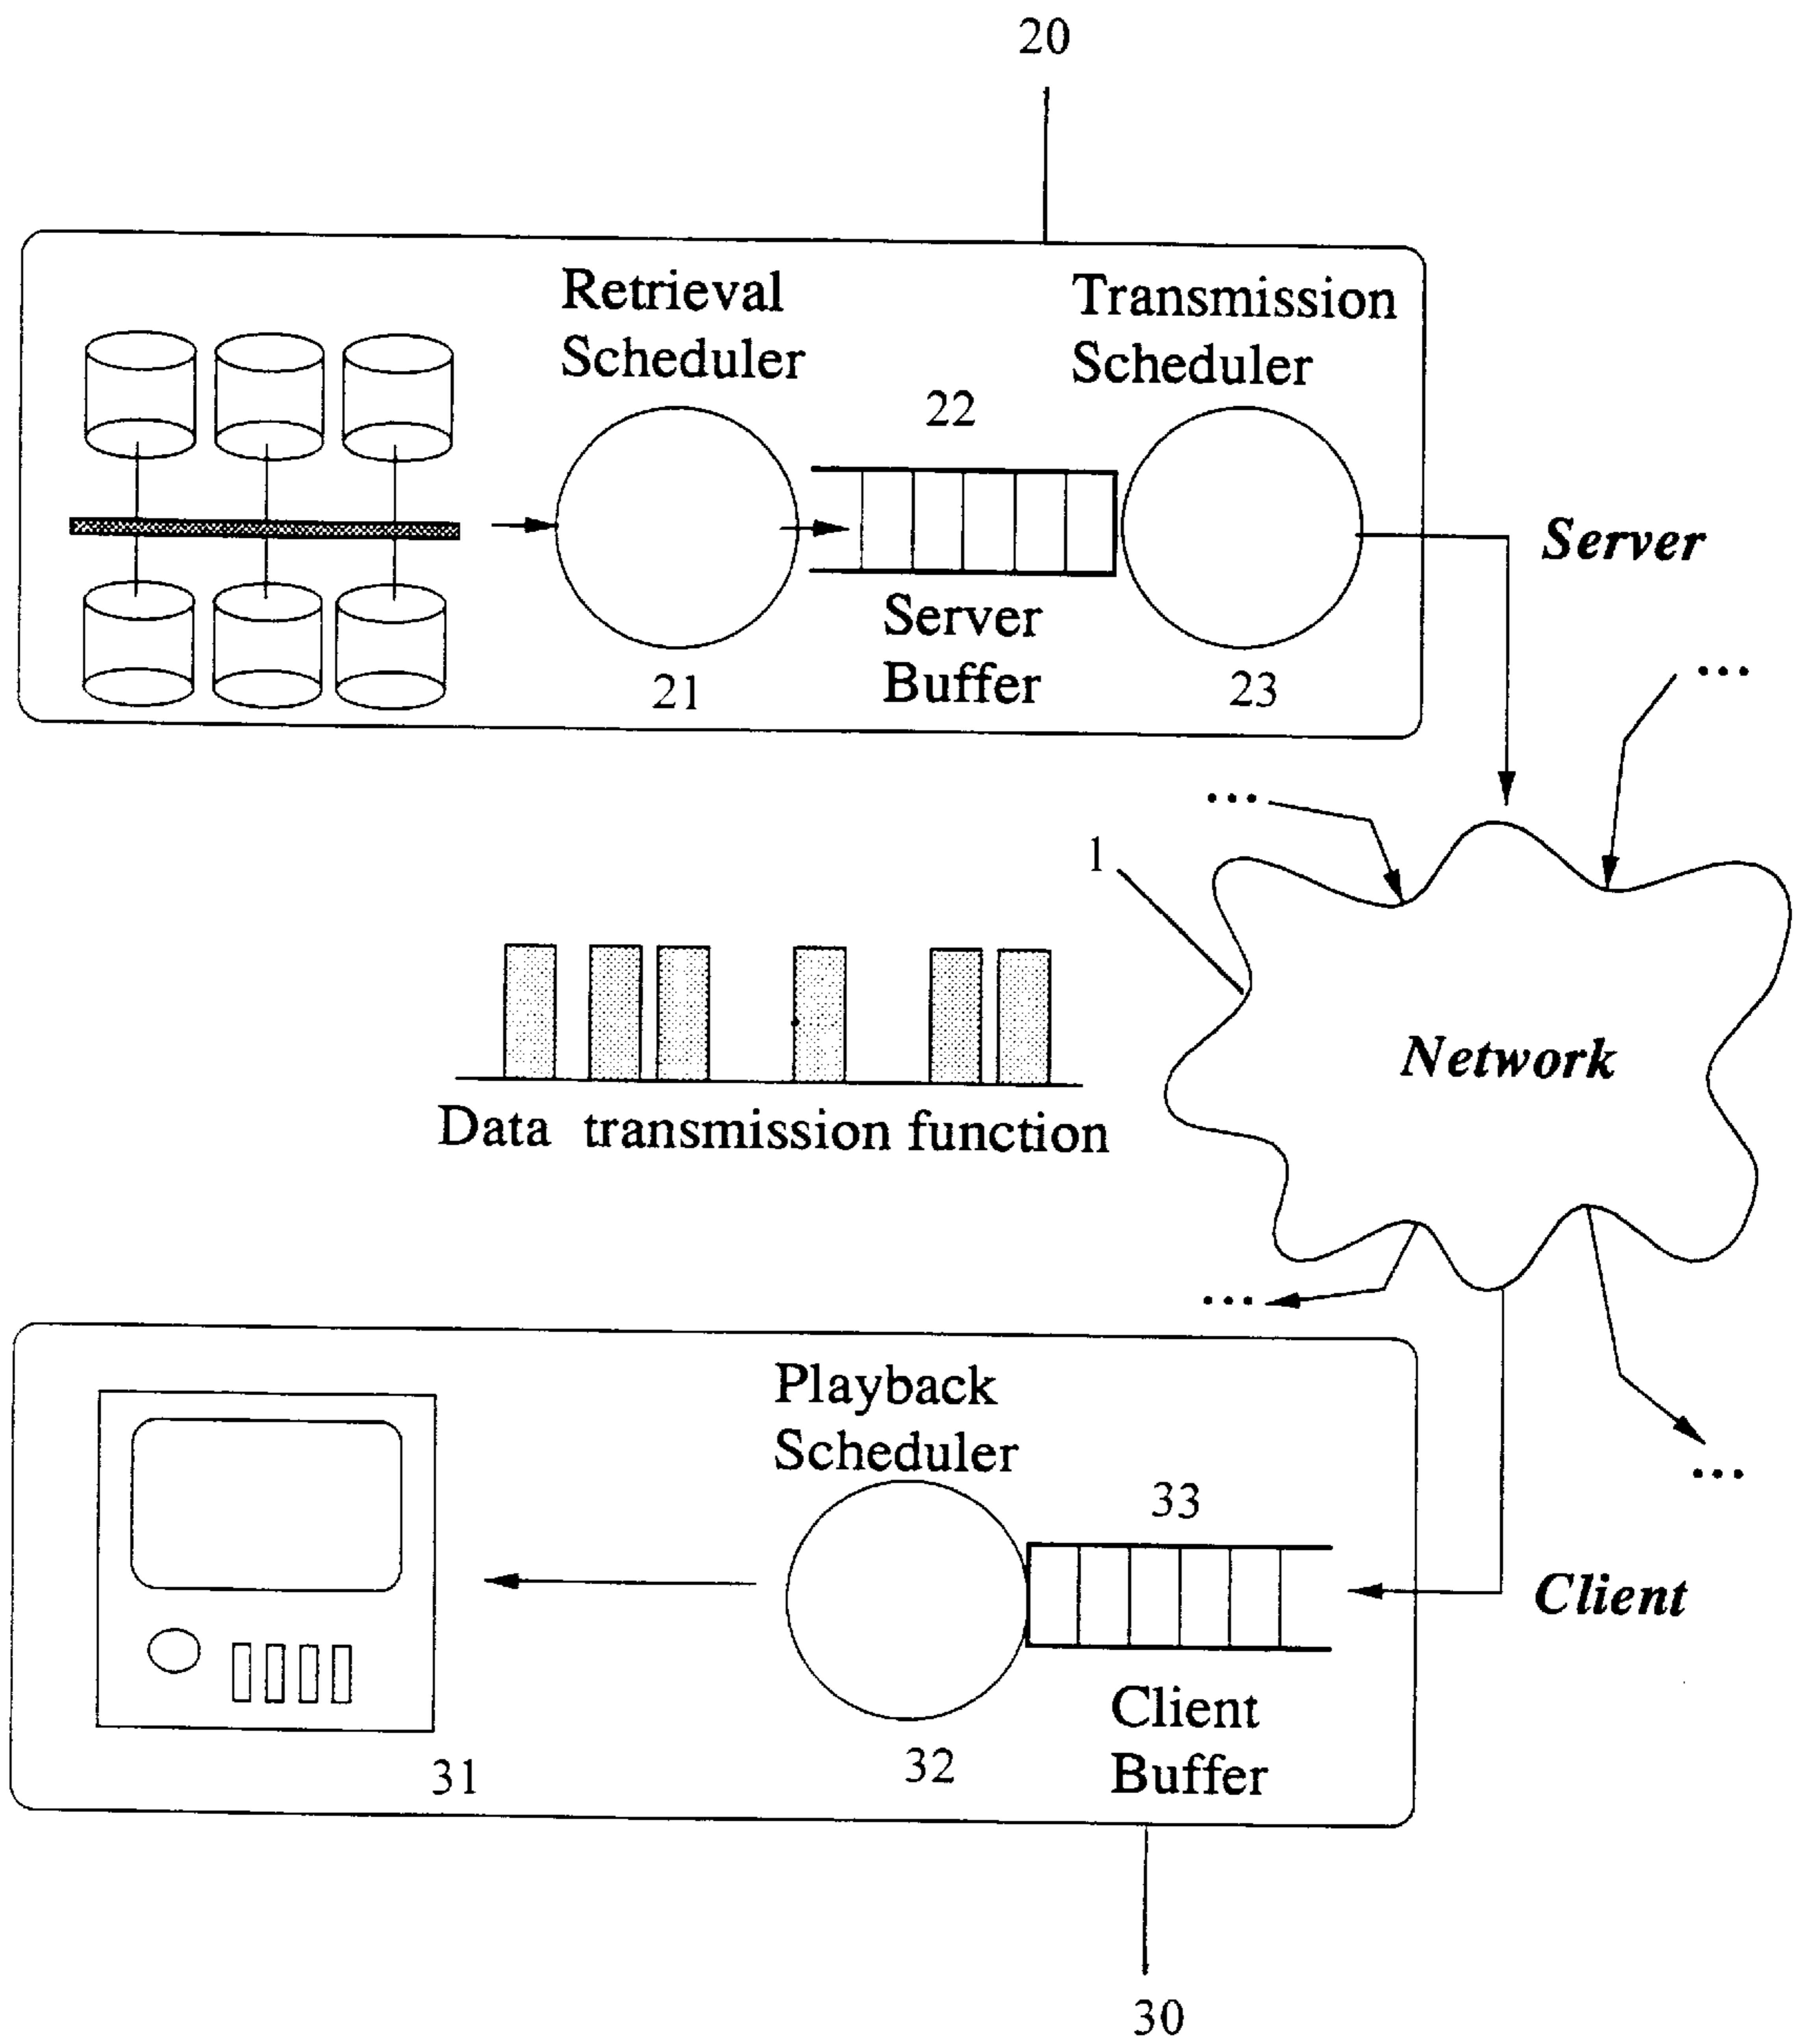 20
Retrieval
Scheduler
Transmission
Scheduler
22
Server
Server
Buffer
21
23
...
...
1
Network
Data transmission function
...
Playback
Scheduler
...
33
Client
Client
Buffer
32
31
30